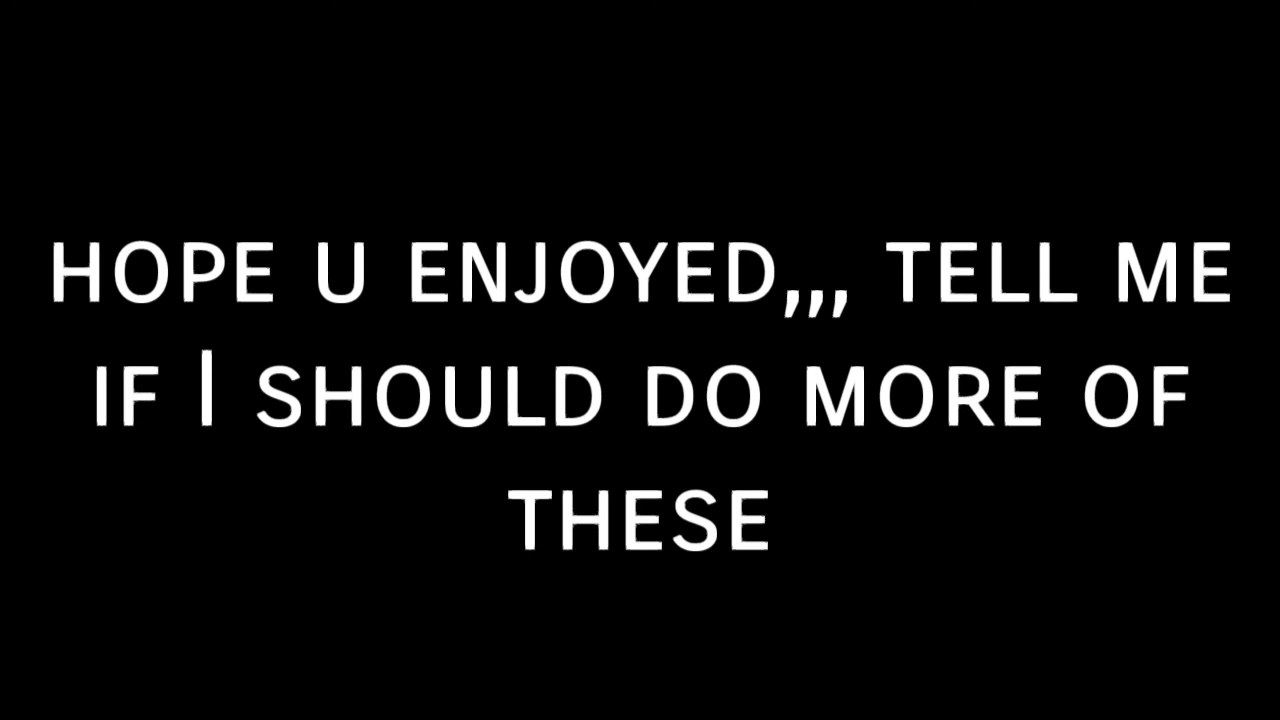 HOPE U ENJOYED,,, TELL ME
IF I SHOULD DO MORE OF
THESE